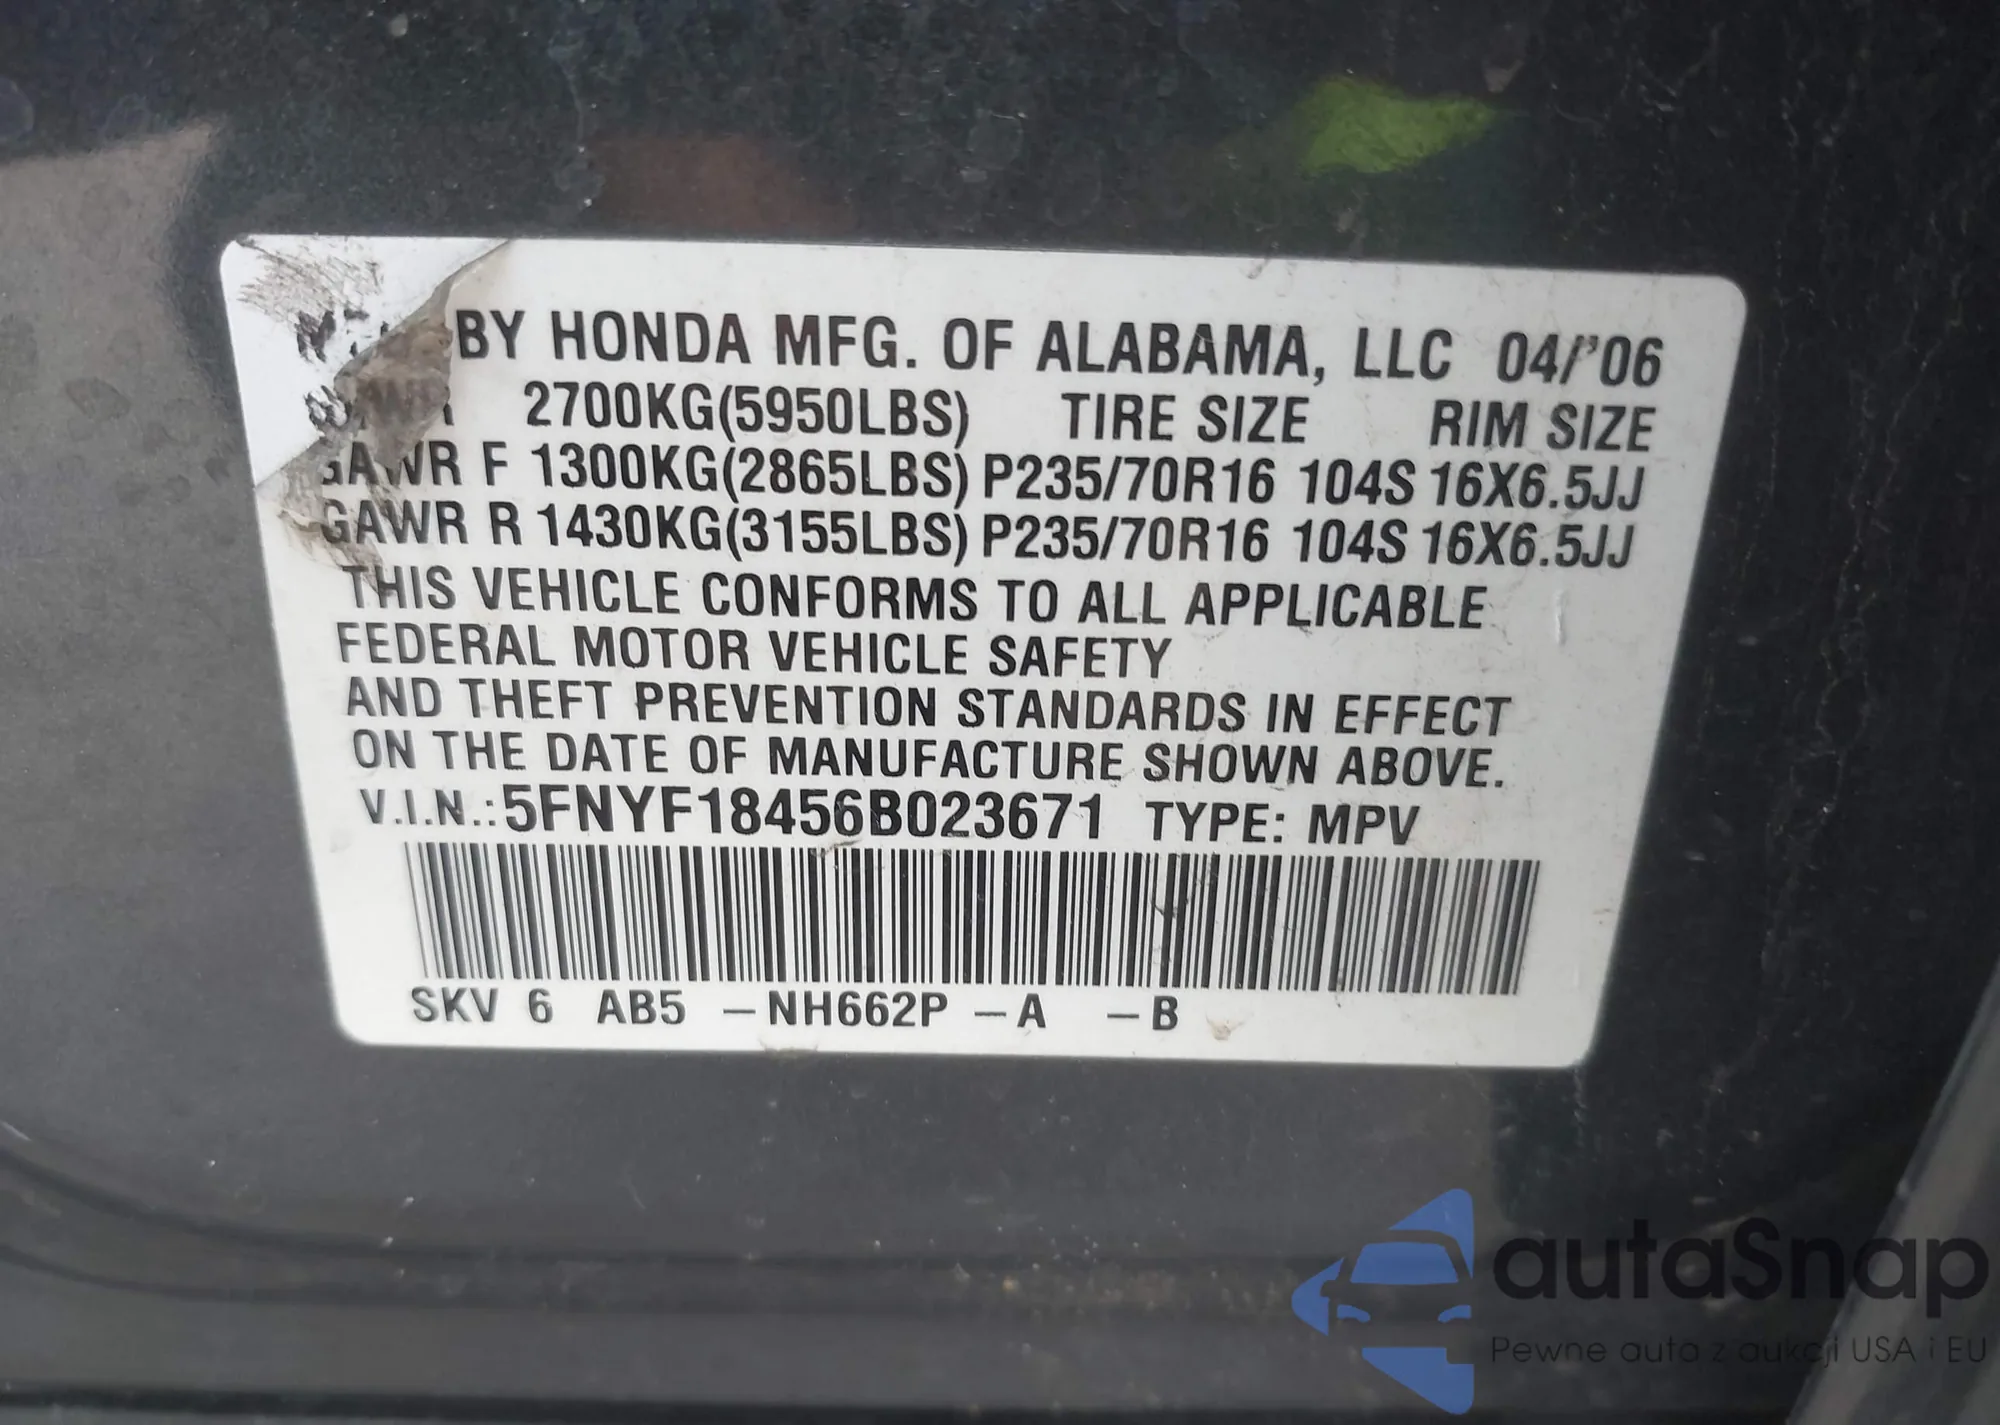 BY HONDA MFG. OF ALABAMA, LLC 04/'06
2700KG(5950LBS) TIRE SIZE RIM SIZE
GAWR F 1300KG(2865LBS) P235/70R16 104S 16X6.5JJ
GAWR R 1430KG(3155LBS) P235/70R16 104S 16X6.5JJ
THIS VEHICLE CONFORMS TO ALL APPLICABLE
FEDERAL MOTOR VEHICLE SAFETY
AND THEFT PREVENTION STANDARDS IN EFFECT
ON THE DATE OF MANUFACTURE SHOWN ABOVE.
V.I.N.:5FNYF18456B023671 TYPE: MPV
SKV 6 AB5 –NH662P –A –B
autaSnap
Pewne auta z aukcji USA i EU